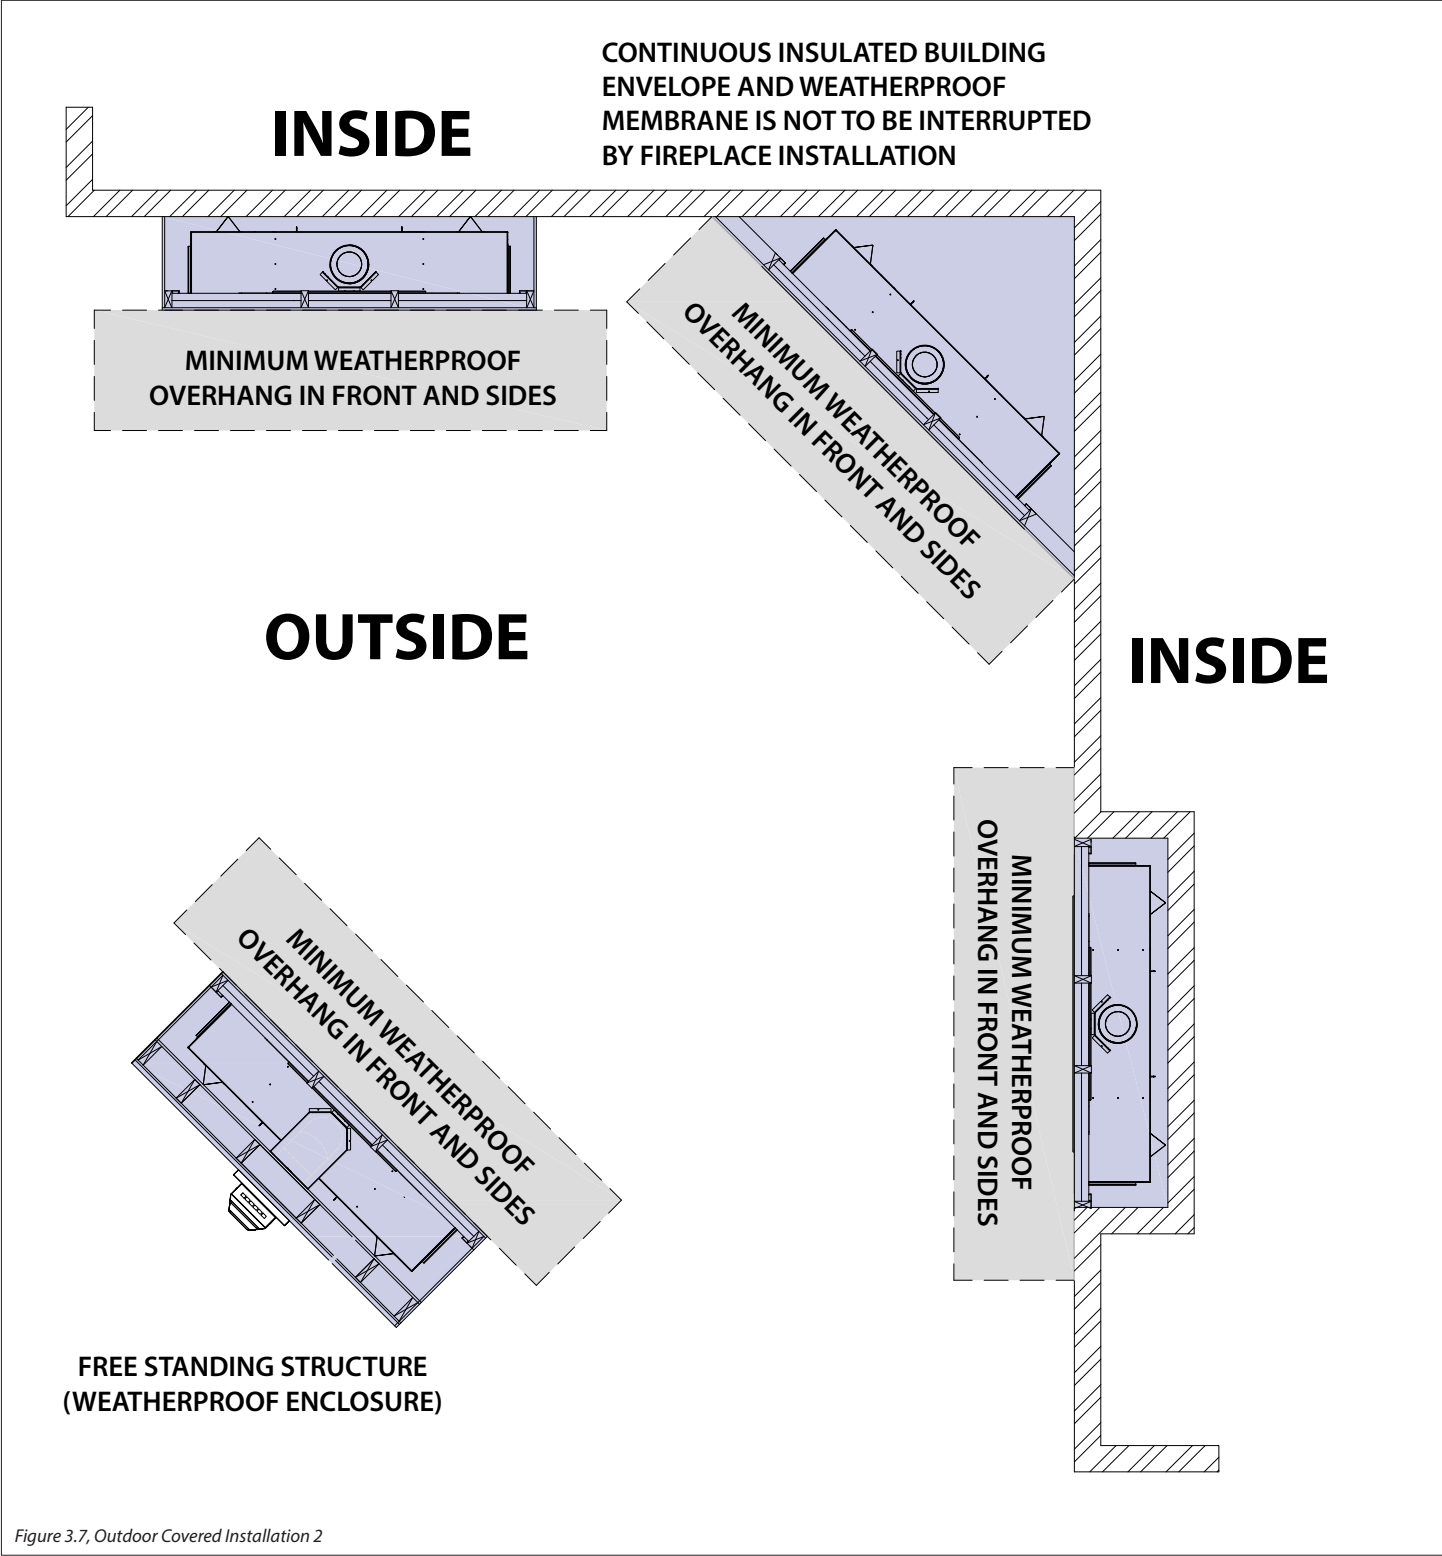 CONTINUOUS INSULATED BUILDING
ENVELOPE AND WEATHERPROOF
MEMBRANE IS NOT TO BE INTERRUPTED
BY FIREPLACE INSTALLATION
INSIDE
MINIMUM WEATHERPROOF
OVERHANG IN FRONT AND SIDES
MINIMUM WEATHERPROOF
OVERHANG IN FRONT AND SIDES
OUTSIDE
INSIDE
MINIMUM WEATHERPROOF
OVERHANG IN FRONT AND SIDES
MINIMUM WEATHERPROOF
OVERHANG IN FRONT AND SIDES
FREE STANDING STRUCTURE
(WEATHERPROOF ENCLOSURE)
Figure 3.7, Outdoor Covered Installation 2